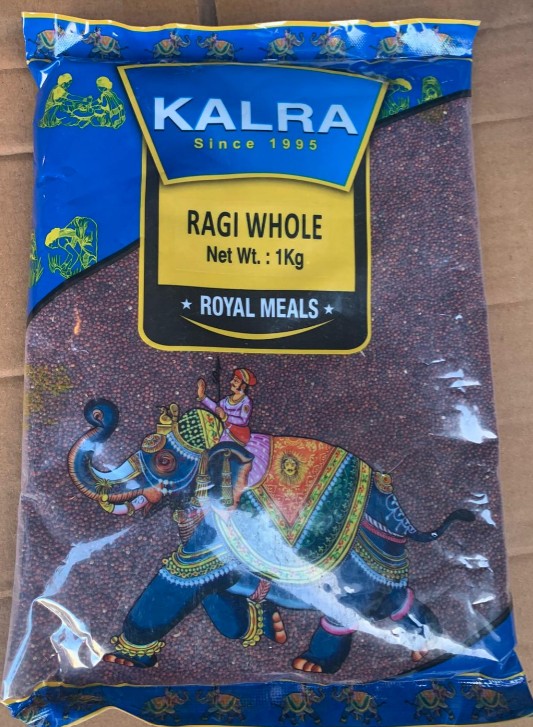 KALRA
Since 1995
RAGI WHOLE
Net Wt. : 1Kg
★ ROYAL MEALS ★